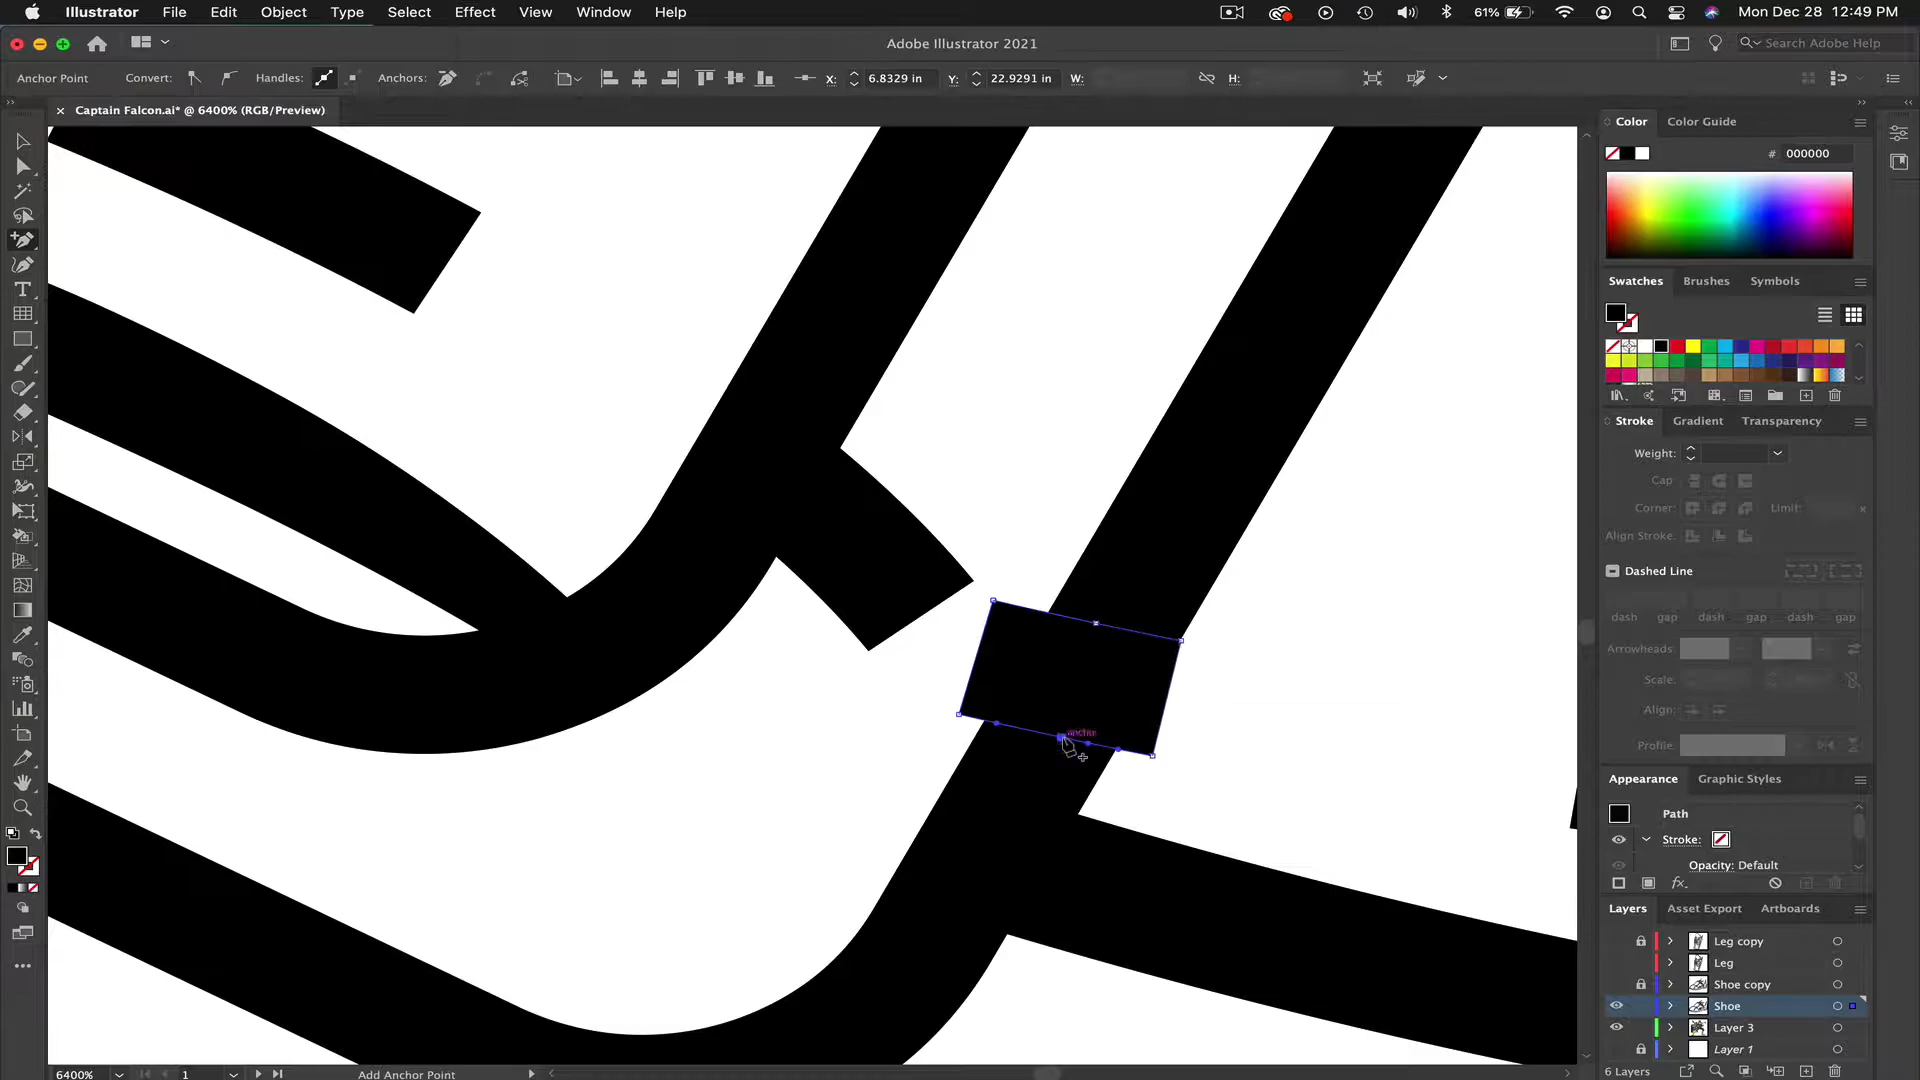 Illustrator File Edit Object Type Select Effect View Window Help 61% Mon Dec 28 12:49 PM
Adobe Illustrator 2021 Search Adobe Help
Anchor Point Convert: Handles: Anchors: X: 6.8329 in Y: 22.9291 in W: H:
Captain Falcon.ai* @ 6400% (RGB/Preview)
Color Color Guide
# 000000
Swatches Brushes Symbols
Stroke Gradient Transparency
Weight:
Cap:
Corner: Limit: x
Align Stroke:
Dashed Line
dash gap dash gap dash gap
Arrowheads:
Scale:
Align:
anchor
Profile:
Appearance Graphic Styles
Path
Stroke:
Opacity: Default
fx
Layers Asset Export Artboards
Leg copy
Leg
Shoe copy
Shoe
Layer 3
Layer 1
6 Layers
6400% 1 Add Anchor Point